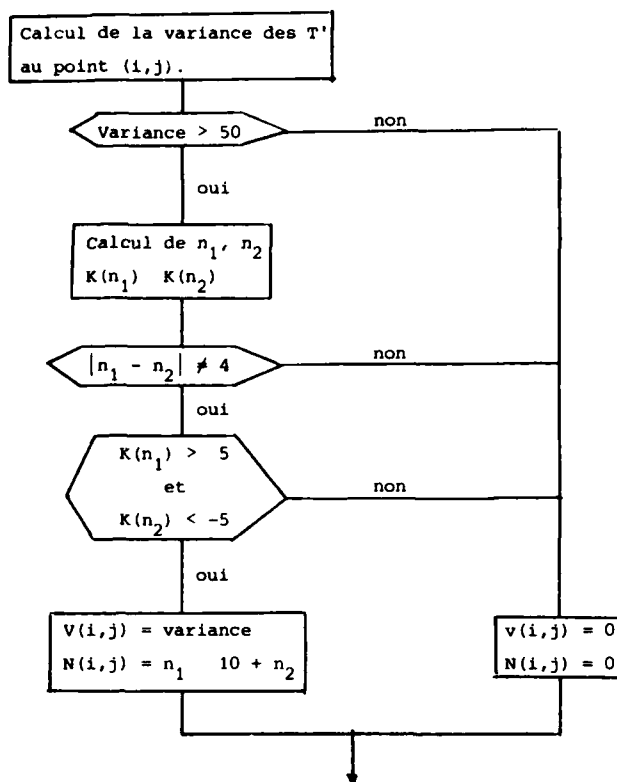 Calcul de la variance des T'
au point (i,j).
Variance > 50
non
oui
Calcul de n₁, n₂
K(n₁) K(n₂)
|n₁ - n₂| ≠ 4
non
oui
K(n₁) > 5
et
K(n₂) < -5
non
oui
V(i,j) = variance
N(i,j) = n₁ 10 + n₂
v(i,j) = 0
N(i,j) = 0